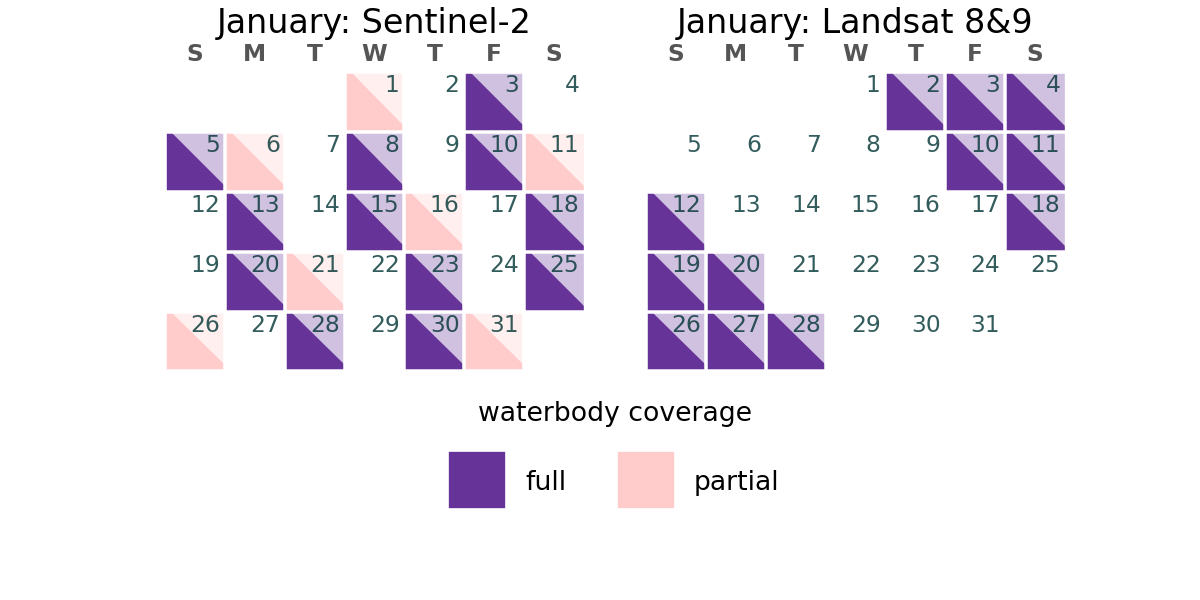 January: Sentinel-2
S M T W T F S
1 2 3 4
5 6 7 8 9 10 11
12 13 14 15 16 17 18
19 20 21 22 23 24 25
26 27 28 29 30 31
January: Landsat 8&9
S M T W T F S
1 2 3 4
5 6 7 8 9 10 11
12 13 14 15 16 17 18
19 20 21 22 23 24 25
26 27 28 29 30 31
waterbody coverage
full partial